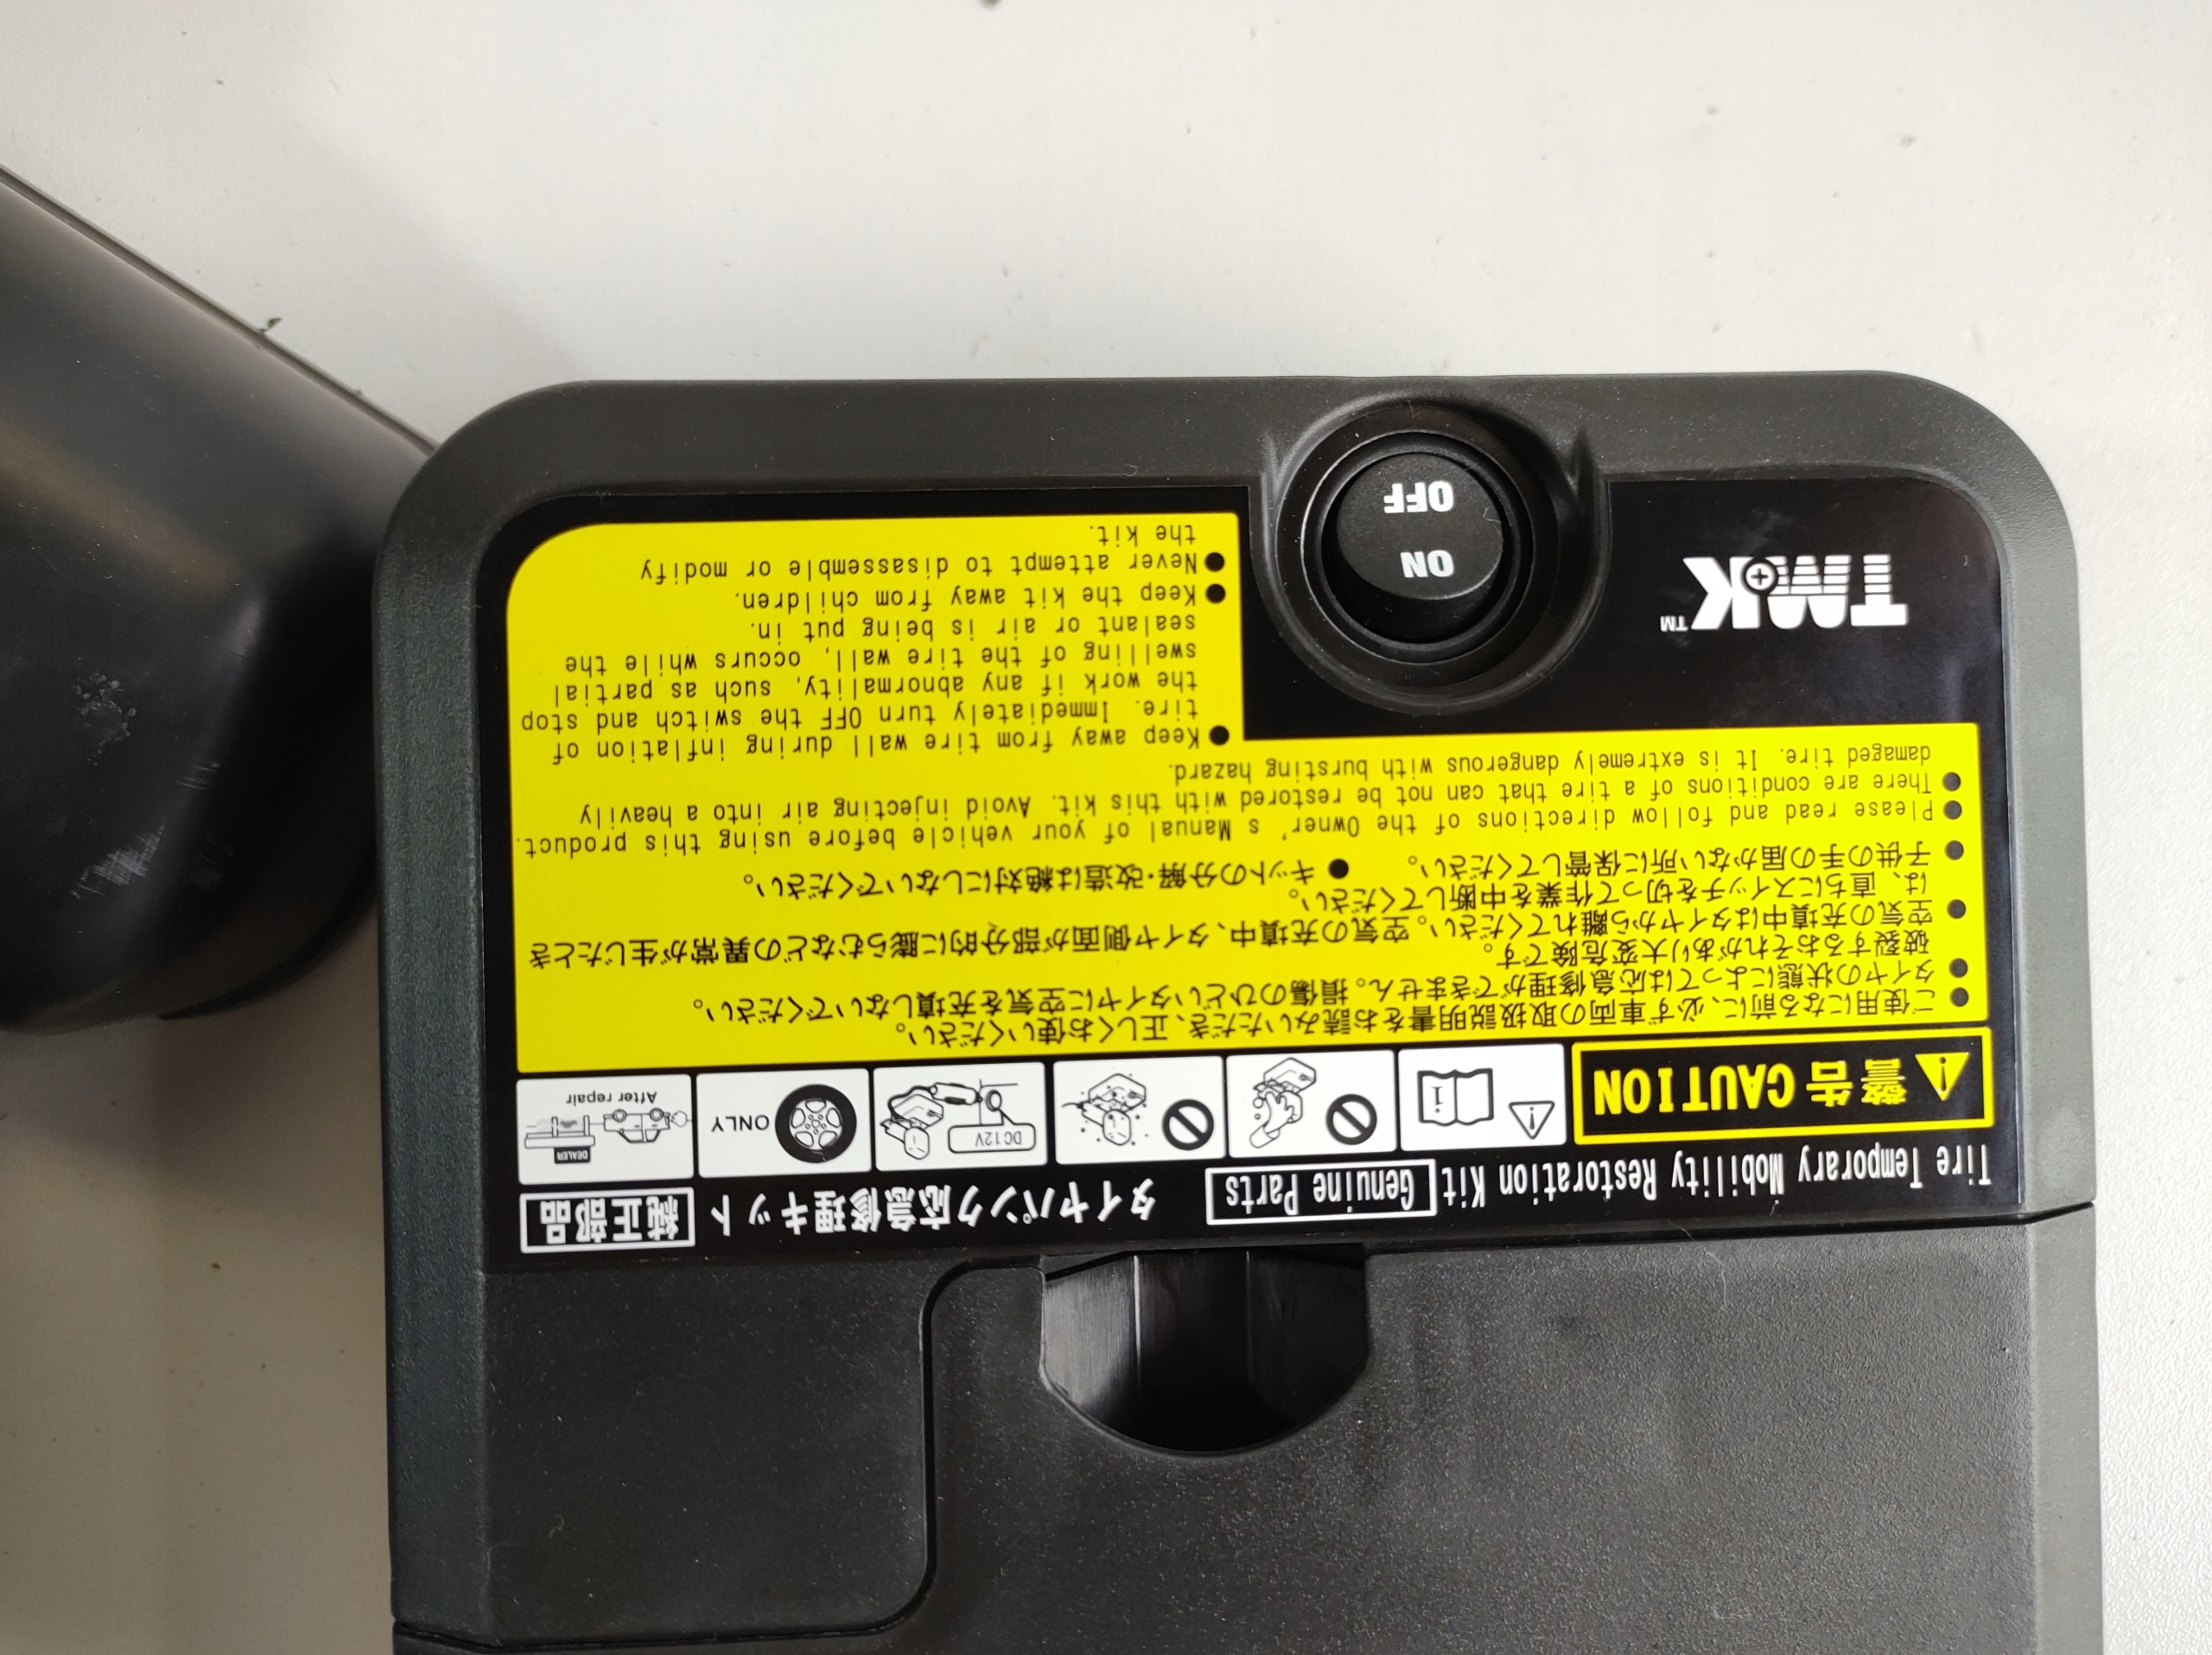 Tire Temporary Mobility Restoration Kit Genuine Parts タイヤパンク応急修理キット 純正部品
警告 CAUTION
i
DC12V
ONLY
DEALER
After repair
● ご使用になる前に、必ず車両の取扱説明書をお読みいただき、正しくお使いください。
● タイヤの状態によっては応急修理ができません。損傷のひどいタイヤに空気を充填しないでください。
破裂するおそれがあり大変危険です。
● 空気の充填中はタイヤから離れてください。空気の充填中、タイヤ側面が部分的に膨らむなどの異常が生じたとき
は、直ちにスイッチを切って作業を中断してください。
● 子供の手の届かない所に保管してください。 ● キットの分解・改造は絶対にしないでください。
● Please read and follow directions of the Owner's Manual of your vehicle before using this product.
● There are conditions of a tire that can not be restored with this kit. Avoid injecting air into a heavily
damaged tire. It is extremely dangerous with bursting hazard.
● Keep away from tire wall during inflation of
tire. Immediately turn OFF the switch and stop
the work if any abnormality, such as partial
swelling of the tire wall, occurs while the
sealant or air is being put in.
● Keep the kit away from children.
● Never attempt to disassemble or modify
the kit.
TMK™
ON
OFF